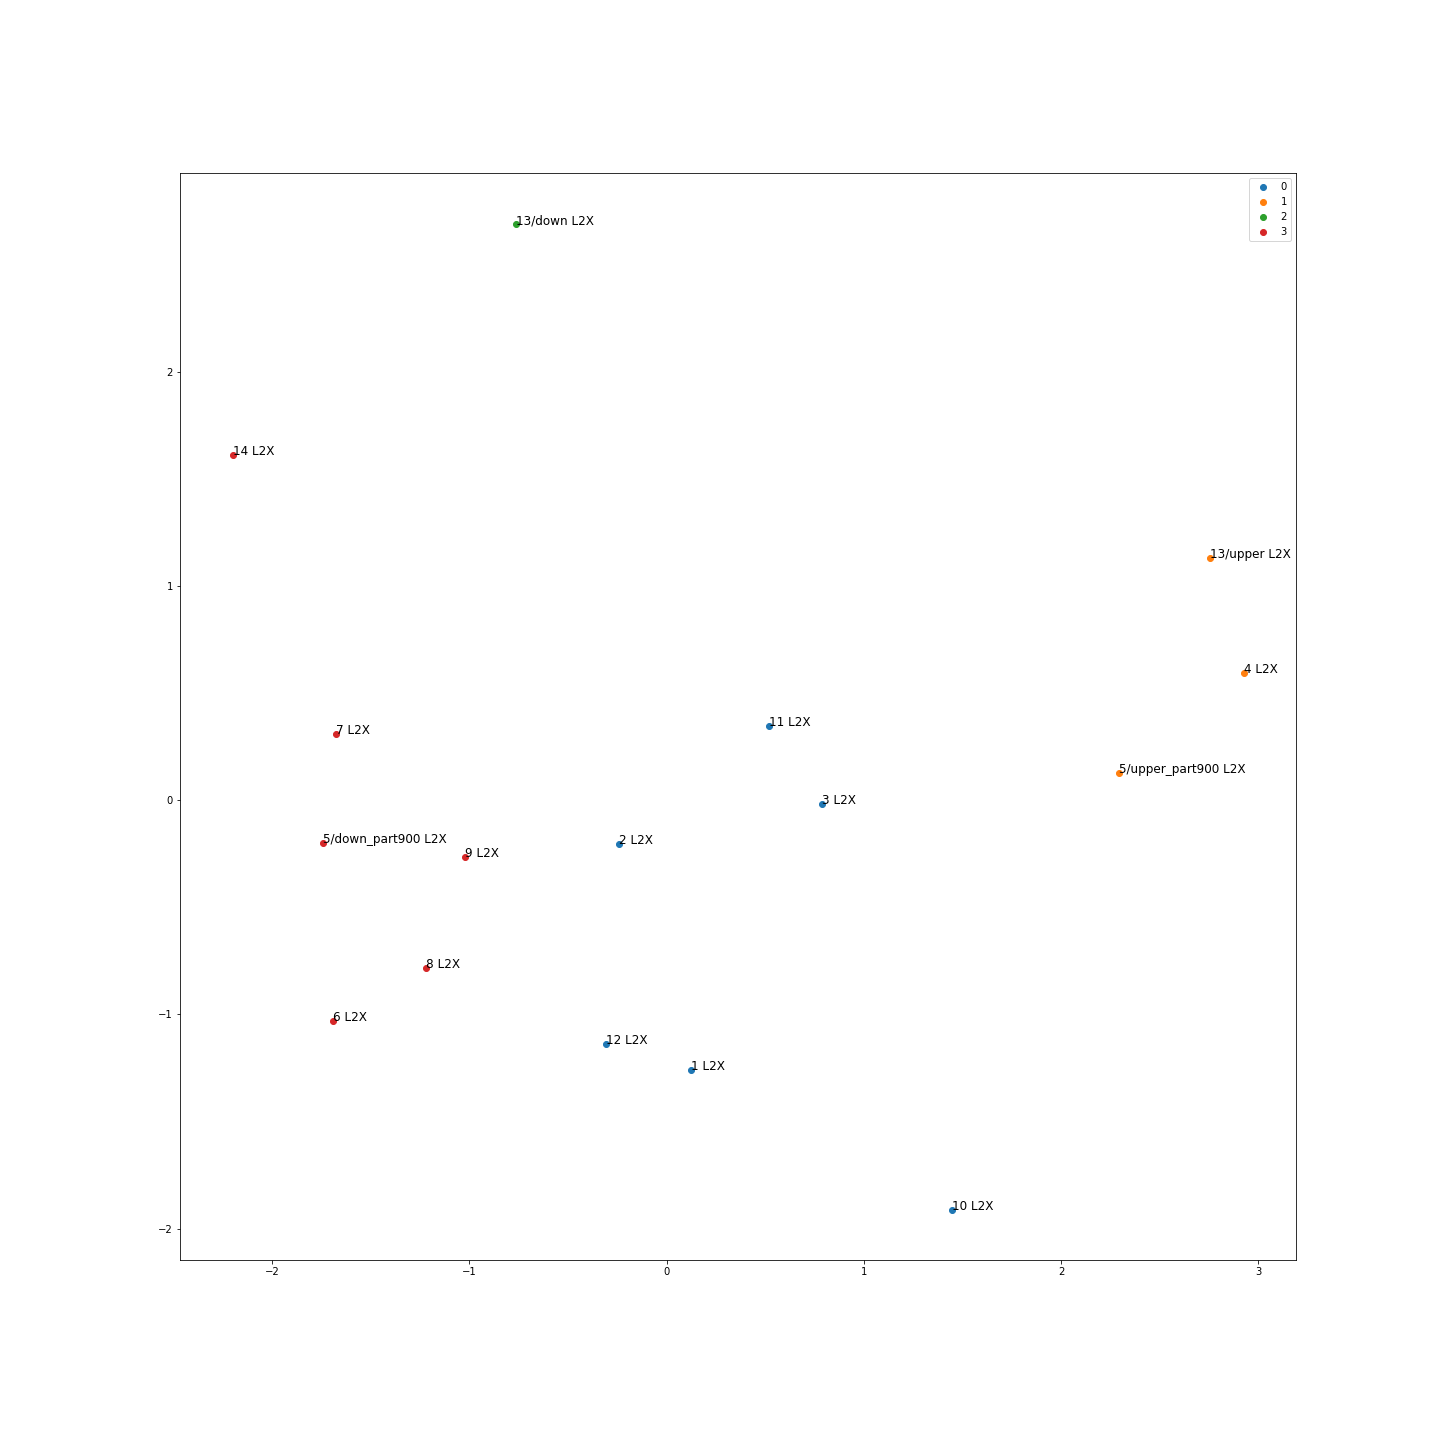 0
1
2
3
13/down L2X
14 L2X
13/upper L2X
4 L2X
11 L2X
7 L2X
5/upper_part900 L2X
3 L2X
5/down_part900 L2X
2 L2X
9 L2X
8 L2X
6 L2X
12 L2X
1 L2X
10 L2X
2
1
0
−1
−2
−2
−1
0
1
2
3